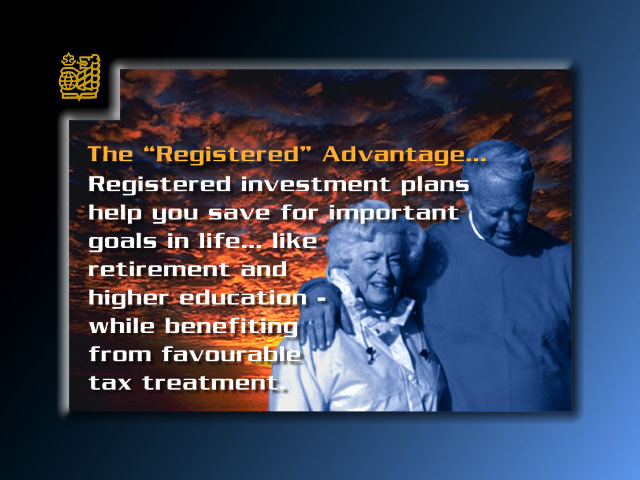 The “Registered” Advantage...
Registered investment plans
help you save for important
goals in life... like
retirement and
higher education -
while benefiting
from favourable
tax treatment.